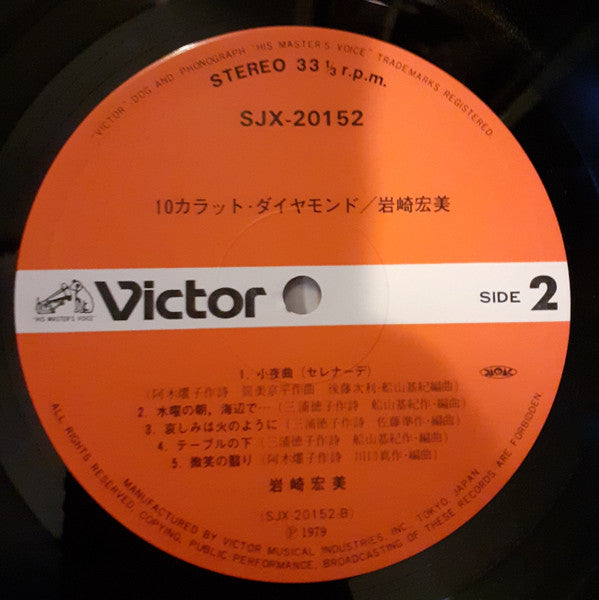 "VICTOR" DOG AND PHONOGRAPH "HIS MASTER'S VOICE" TRADEMARKS REGISTERED.
STEREO 33 1/3 r.p.m.
SJX-20152
10カラット・ダイヤモンド／岩崎宏美
"HIS MASTER'S VOICE"
Victor
SIDE 2
1. 小夜曲（セレナーデ）
（阿木燿子作詩 筒美京平作曲 後藤次利・船山基紀編曲）
2. 水曜の朝，海辺で…（三浦徳子作詩 船山基紀作・編曲）
3. 哀しみは火のように（三浦徳子作詩 佐藤準作・編曲）
4. テーブルの下（三浦徳子作詩 船山基紀作・編曲）
5. 微笑の翳り（阿木燿子作詩 川口真作・編曲）
岩崎宏美
(SJX-20152-B)
Ⓟ 1979
MANUFACTURED BY VICTOR MUSICAL INDUSTRIES, INC. TOKYO, JAPAN
ALL RIGHTS RESERVED, COPYING, PUBLIC PERFORMANCE, BROADCASTING OF THESE RECORDS ARE FORBIDDEN